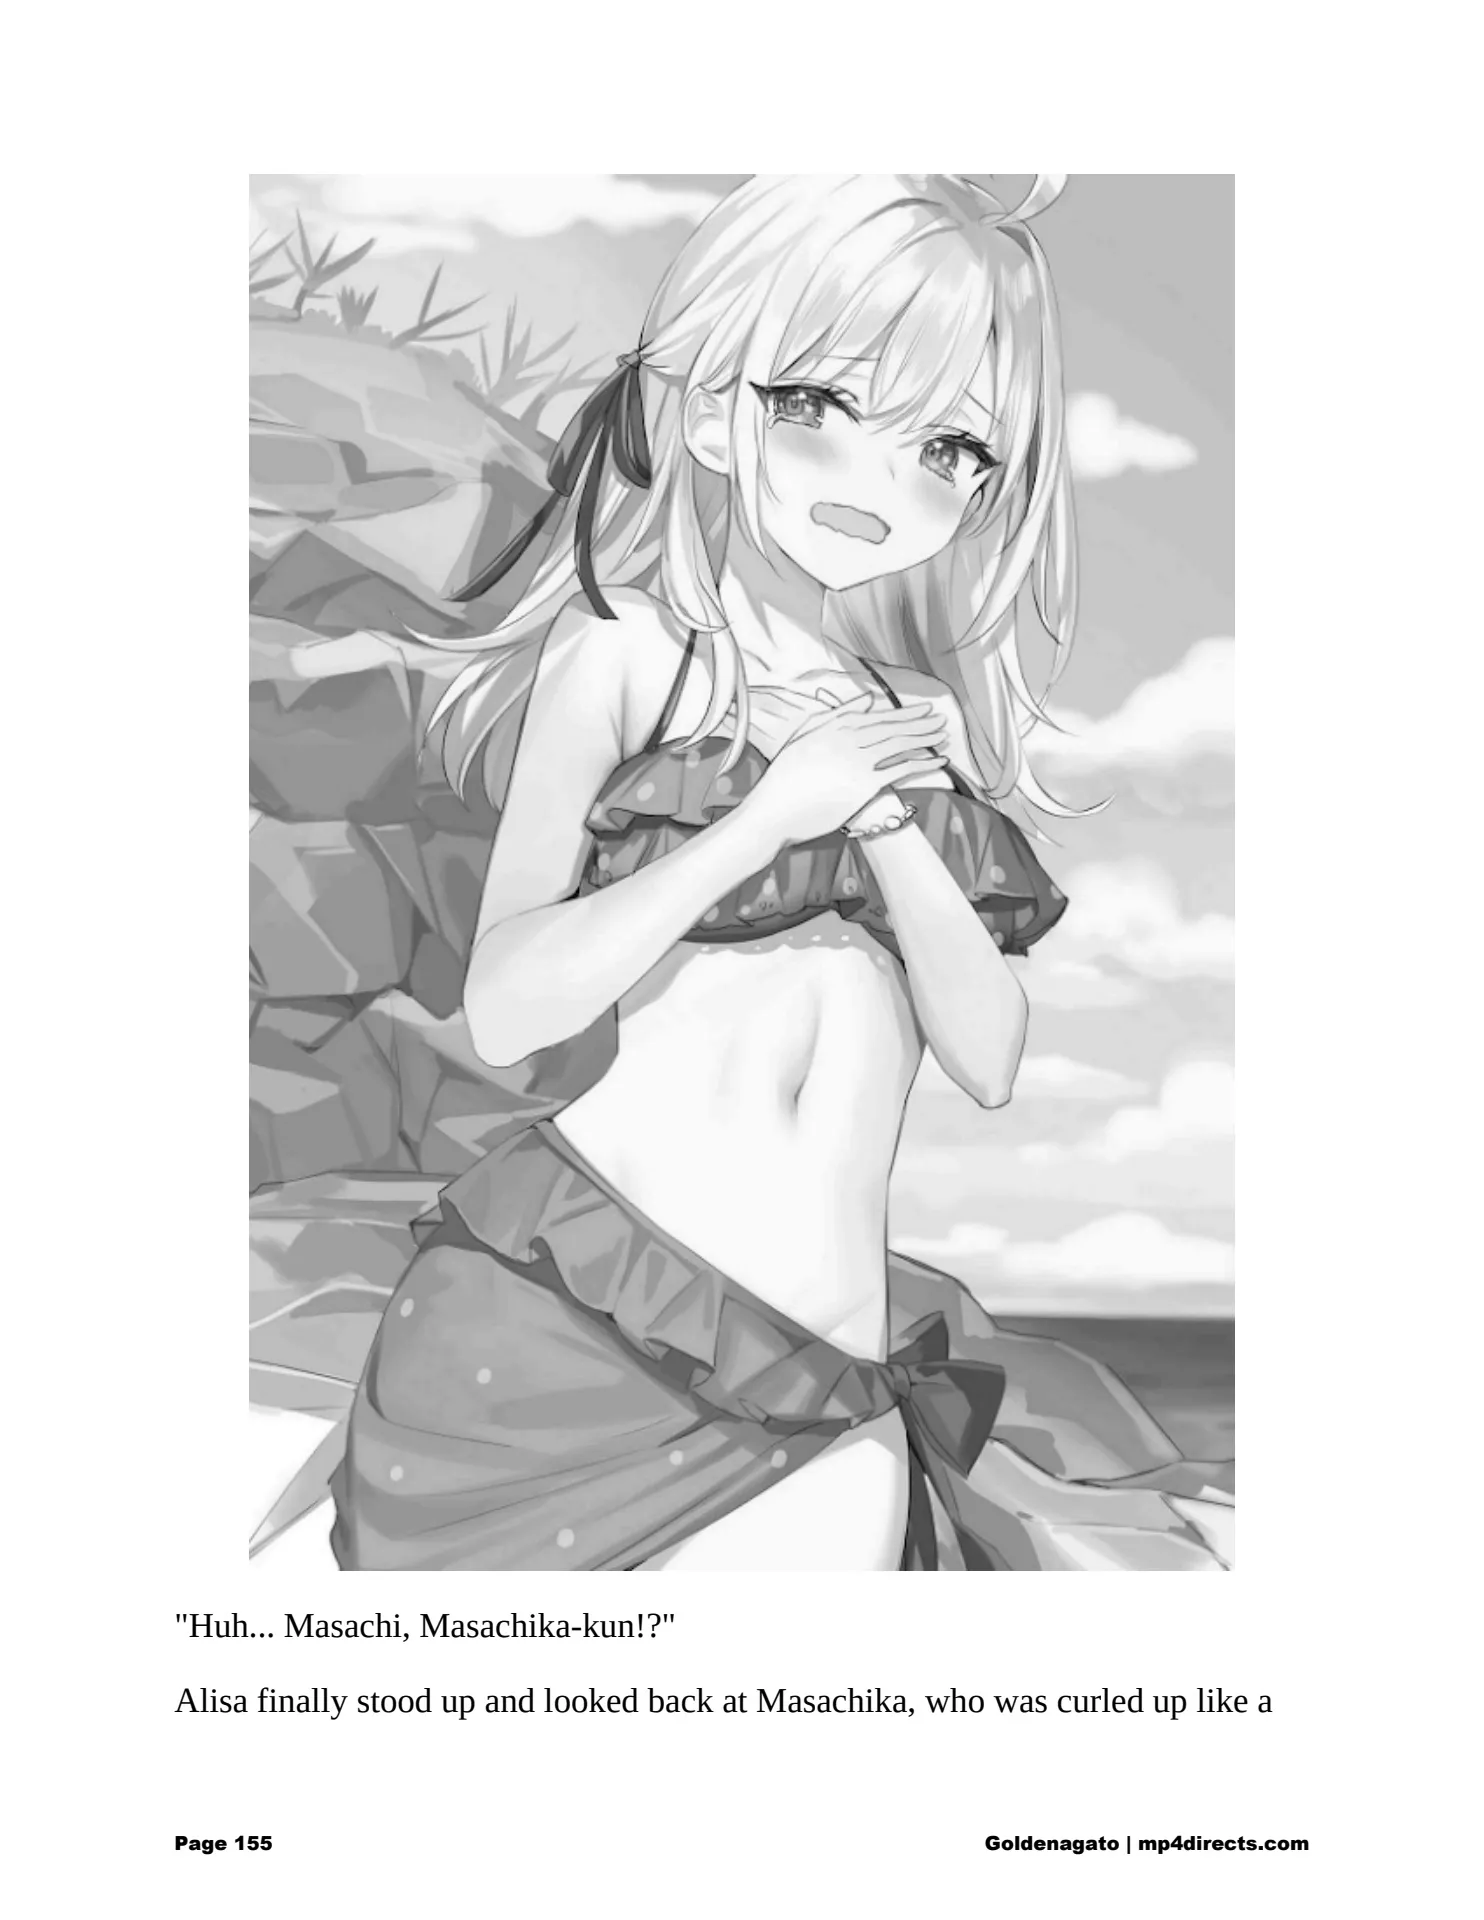 "Huh... Masachi, Masachika-kun!?"
Alisa finally stood up and looked back at Masachika, who was curled up like a
Page 155
Goldenagato | mp4directs.com